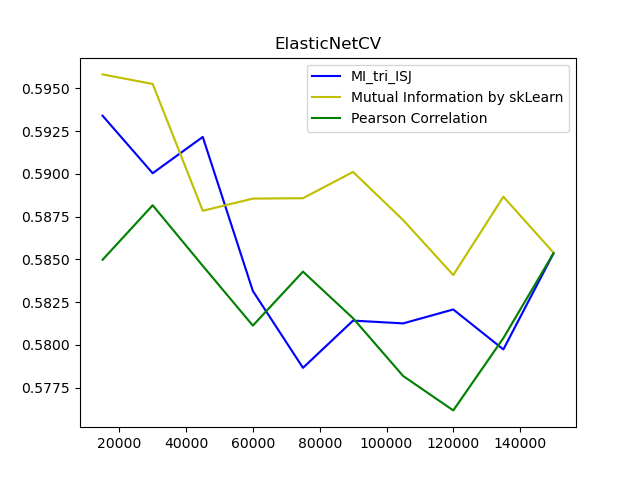 ElasticNetCV
MI_tri_ISJ
Mutual Information by skLearn
Pearson Correlation
0.5950
0.5925
0.5900
0.5875
0.5850
0.5825
0.5800
0.5775
20000 40000 60000 80000 100000 120000 140000